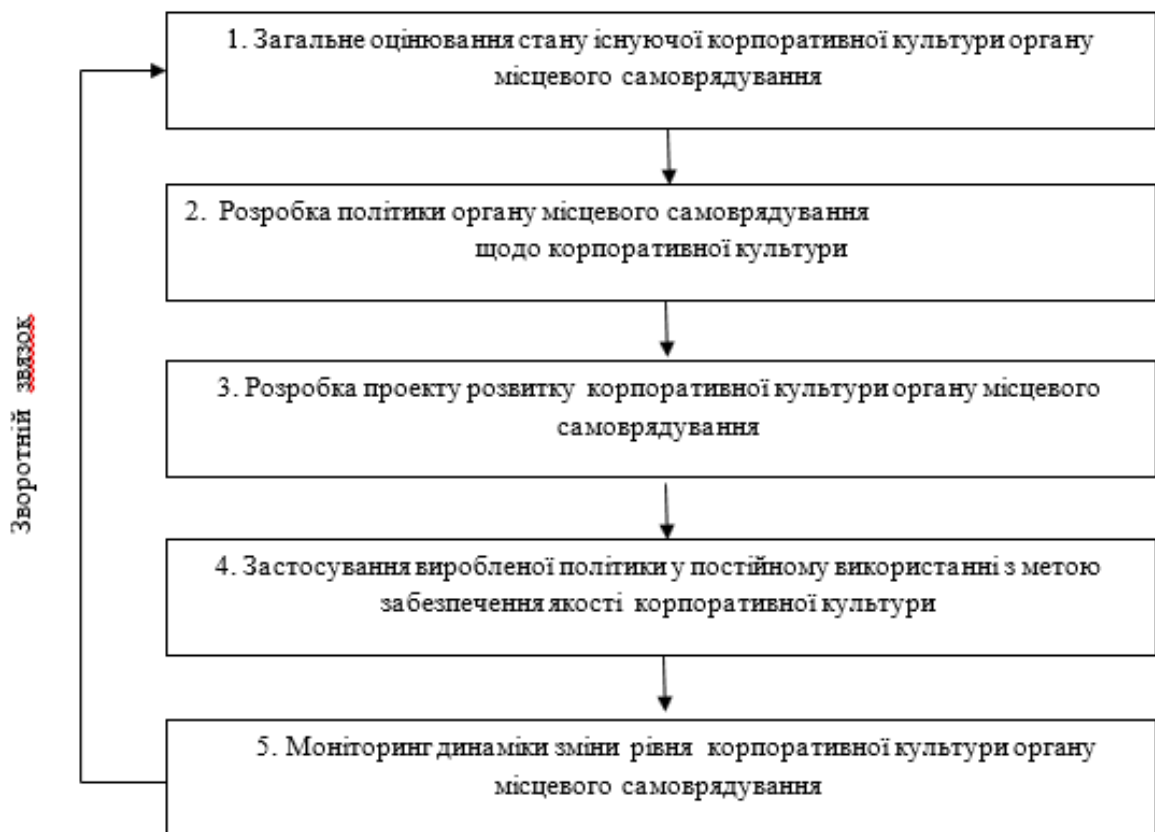 1. Загальне оцінювання стану існуючої корпоративної культури органу
місцевого самоврядування
2. Розробка політики органу місцевого самоврядування
щодо корпоративної культури
3. Розробка проекту розвитку корпоративної культури органу місцевого
самоврядування
4. Застосування виробленої політики у постійному використанні з метою
забезпечення якості корпоративної культури
5. Моніторинг динаміки зміни рівня корпоративної культури органу
місцевого самоврядування
Зворотній звязок